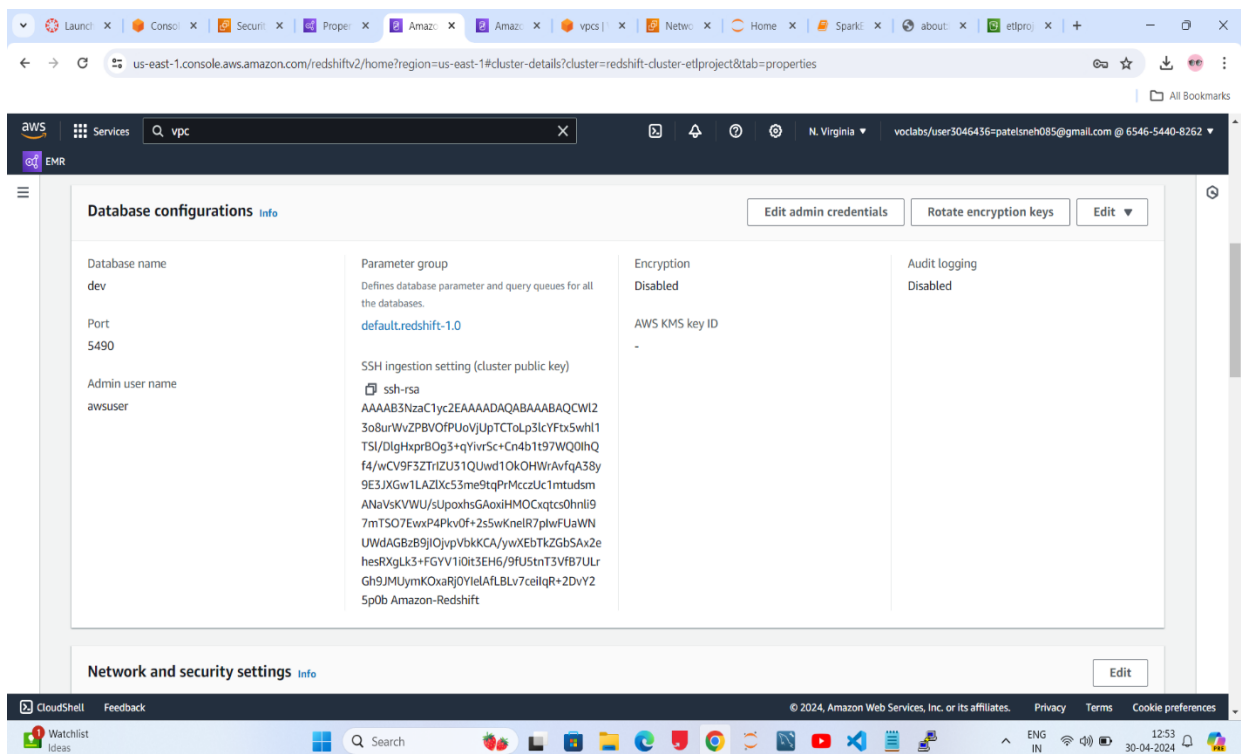 Launch
Consol
Securit
Proper
Amazo
Amazo
vpcs |
Netwo
Home
SparkE
about:
etlproj
us-east-1.console.aws.amazon.com/redshiftv2/home?region=us-east-1#cluster-details?cluster=redshift-cluster-etlproject&tab=properties
All Bookmarks
aws
Services
vpc
N. Virginia
voclabs/user3046436=patelsneh085@gmail.com @ 6546-5440-8262
EMR
Database configurations Info
Edit admin credentials
Rotate encryption keys
Edit
Database name
dev
Port
5490
Admin user name
awsuser
Parameter group
Defines database parameter and query queues for all
the databases.
default.redshift-1.0
SSH ingestion setting (cluster public key)
ssh-rsa
AAAAB3NzaC1yc2EAAAADAQABAAABAQCWl2
3o8urWvZPBVOfPUoVjUpTCToLp3lcYFtx5whl1
TSl/DlgHxprBOg3+qYivrSc+Cn4b1t97WQ0IhQ
f4/wCV9F3ZTrIZU31QUwd1OkOHWrAvfqA38y
9E3JXGw1LAZlXc53me9tqPrMcczUc1mtudsm
ANaVsKVWU/sUpoxhsGAoxiHMOCxqtcs0hnli9
7mTSO7EwxP4Pkv0f+2s5wKnelR7plwFUaWN
UWdAGBzB9jIOjvpVbkKCA/ywXEbTkZGbSAx2e
hesRXgLk3+FGYV1i0it3EH6/9fU5tnT3VfB7ULr
Gh9JMUymKOxaRj0YIelAfLBLv7ceiIqR+2DvY2
5p0b Amazon-Redshift
Encryption
Disabled
AWS KMS key ID
-
Audit logging
Disabled
Network and security settings Info
Edit
CloudShell
Feedback
© 2024, Amazon Web Services, Inc. or its affiliates.
Privacy
Terms
Cookie preferences
Watchlist
Ideas
Search
ENG
IN
12:53
30-04-2024